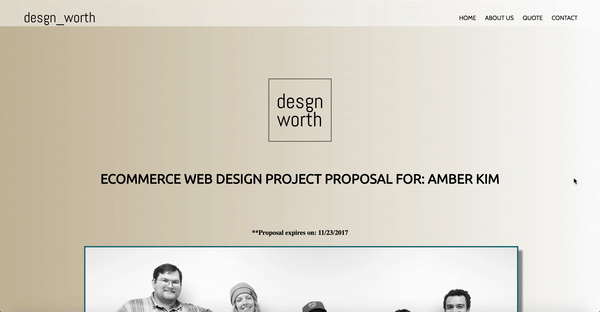 desgn_worth
HOME ABOUT US QUOTE CONTACT
desgn
worth
ECOMMERCE WEB DESIGN PROJECT PROPOSAL FOR: AMBER KIM
**Proposal expires on: 11/23/2017